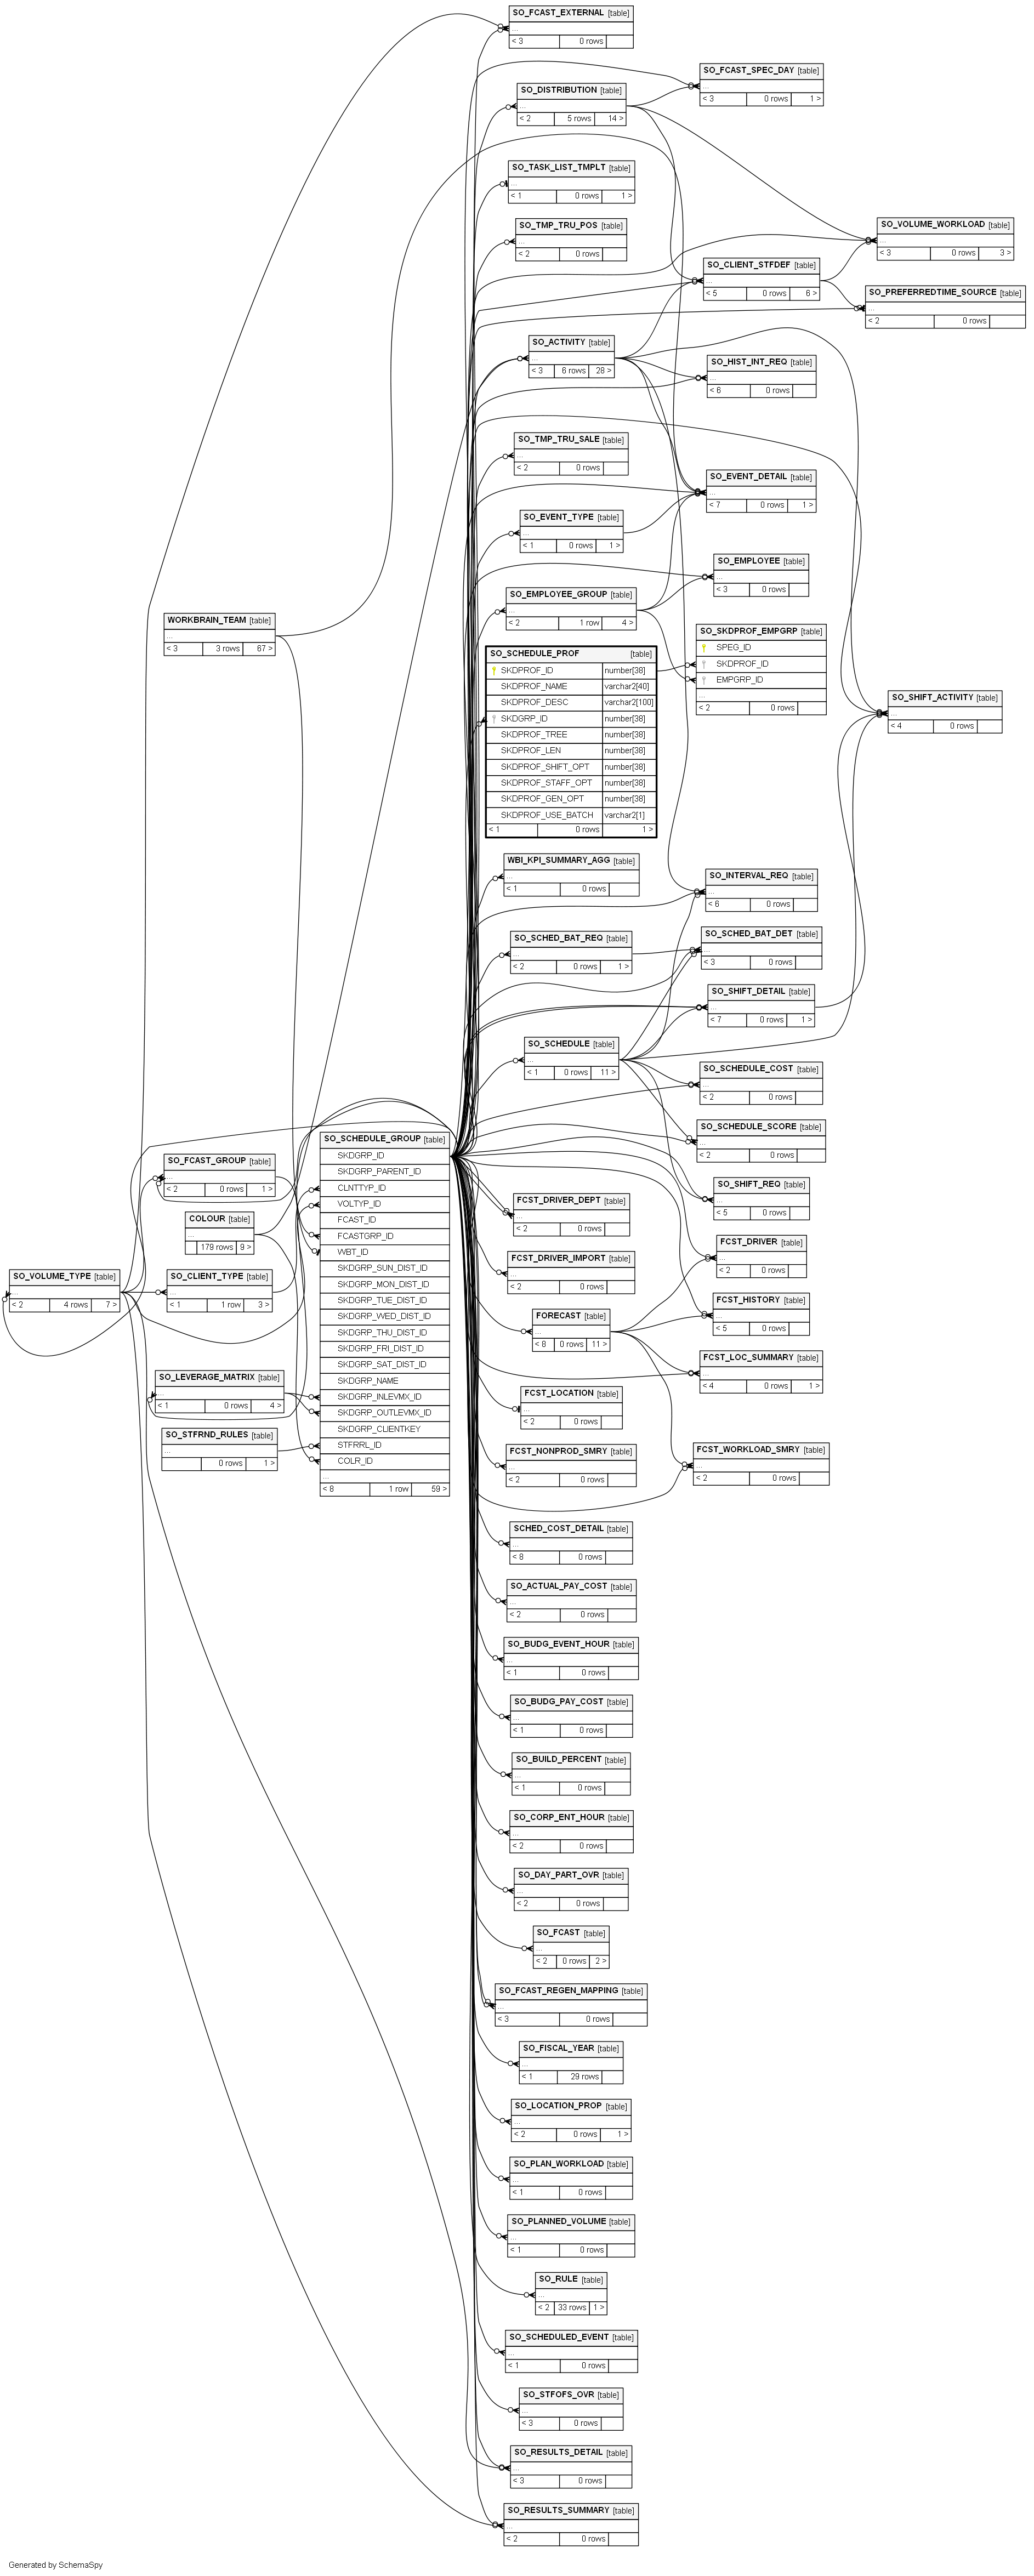 SO_FCAST_EXTERNAL [table]
...
< 3 0 rows
SO_FCAST_SPEC_DAY [table]
...
< 3 0 rows 1 >
SO_DISTRIBUTION [table]
...
< 2 5 rows 14 >
SO_TASK_LIST_TMPLT [table]
...
< 1 0 rows 1 >
SO_TMP_TRU_POS [table]
...
< 2 0 rows
SO_VOLUME_WORKLOAD [table]
...
< 3 0 rows 3 >
SO_CLIENT_STFDEF [table]
...
< 5 0 rows 6 >
SO_PREFERREDTIME_SOURCE [table]
...
< 2 0 rows
SO_ACTIVITY [table]
...
< 3 6 rows 28 >
SO_HIST_INT_REQ [table]
...
< 6 0 rows
SO_TMP_TRU_SALE [table]
...
< 2 0 rows
SO_EVENT_DETAIL [table]
...
< 7 0 rows 1 >
SO_EVENT_TYPE [table]
...
< 1 0 rows 1 >
SO_EMPLOYEE [table]
...
< 3 0 rows
SO_EMPLOYEE_GROUP [table]
...
< 2 1 row 4 >
WORKBRAIN_TEAM [table]
...
< 3 3 rows 67 >
SO_SKDPROF_EMPGRP [table]
SPEG_ID
SKDPROF_ID
EMPGRP_ID
...
< 2 0 rows
SO_SCHEDULE_PROF [table]
SKDPROF_ID number[38]
SKDPROF_NAME varchar2[40]
SKDPROF_DESC varchar2[100]
SKDGRP_ID number[38]
SKDPROF_TREE number[38]
SKDPROF_LEN number[38]
SKDPROF_SHIFT_OPT number[38]
SKDPROF_STAFF_OPT number[38]
SKDPROF_GEN_OPT number[38]
SKDPROF_USE_BATCH varchar2[1]
< 1 0 rows 1 >
SO_SHIFT_ACTIVITY [table]
...
< 4 0 rows
WBI_KPI_SUMMARY_AGG [table]
...
< 1 0 rows
SO_INTERVAL_REQ [table]
...
< 6 0 rows
SO_SCHED_BAT_REQ [table]
...
< 2 0 rows 1 >
SO_SCHED_BAT_DET [table]
...
< 3 0 rows
SO_SHIFT_DETAIL [table]
...
< 7 0 rows 1 >
SO_SCHEDULE [table]
...
< 1 0 rows 11 >
SO_SCHEDULE_COST [table]
...
< 2 0 rows
SO_SCHEDULE_SCORE [table]
...
< 2 0 rows
SO_SCHEDULE_GROUP [table]
SKDGRP_ID
SKDGRP_PARENT_ID
CLNTTYP_ID
VOLTYP_ID
FCAST_ID
FCASTGRP_ID
WBT_ID
SKDGRP_SUN_DIST_ID
SKDGRP_MON_DIST_ID
SKDGRP_TUE_DIST_ID
SKDGRP_WED_DIST_ID
SKDGRP_THU_DIST_ID
SKDGRP_FRI_DIST_ID
SKDGRP_SAT_DIST_ID
SKDGRP_NAME
SKDGRP_INLEVMX_ID
SKDGRP_OUTLEVMX_ID
SKDGRP_CLIENTKEY
STFRRL_ID
COLR_ID
...
< 8 1 row 59 >
SO_FCAST_GROUP [table]
...
< 2 0 rows 1 >
COLOUR [table]
...
179 rows 9 >
SO_VOLUME_TYPE [table]
...
< 2 4 rows 7 >
SO_CLIENT_TYPE [table]
...
< 1 1 row 3 >
SO_LEVERAGE_MATRIX [table]
...
< 1 0 rows 4 >
SO_STFRND_RULES [table]
...
0 rows 1 >
SO_SHIFT_REQ [table]
...
< 5 0 rows
FCST_DRIVER_DEPT [table]
...
< 2 0 rows
FCST_DRIVER [table]
...
< 2 0 rows
FCST_DRIVER_IMPORT [table]
...
< 2 0 rows
FCST_HISTORY [table]
...
< 5 0 rows
FORECAST [table]
...
< 8 0 rows 11 >
FCST_LOC_SUMMARY [table]
...
< 4 0 rows 1 >
FCST_LOCATION [table]
...
< 2 0 rows
FCST_NONPROD_SMRY [table]
...
< 2 0 rows
FCST_WORKLOAD_SMRY [table]
...
< 2 0 rows
SCHED_COST_DETAIL [table]
...
< 8 0 rows
SO_ACTUAL_PAY_COST [table]
...
< 2 0 rows
SO_BUDG_EVENT_HOUR [table]
...
< 1 0 rows
SO_BUDG_PAY_COST [table]
...
< 1 0 rows
SO_BUILD_PERCENT [table]
...
< 1 0 rows
SO_CORP_ENT_HOUR [table]
...
< 2 0 rows
SO_DAY_PART_OVR [table]
...
< 2 0 rows
SO_FCAST [table]
...
< 2 0 rows 2 >
SO_FCAST_REGEN_MAPPING [table]
...
< 3 0 rows
SO_FISCAL_YEAR [table]
...
< 1 29 rows
SO_LOCATION_PROP [table]
...
< 2 0 rows 1 >
SO_PLAN_WORKLOAD [table]
...
< 1 0 rows
SO_PLANNED_VOLUME [table]
...
< 1 0 rows
SO_RULE [table]
...
< 2 33 rows 1 >
SO_SCHEDULED_EVENT [table]
...
< 1 0 rows
SO_STFOFS_OVR [table]
...
< 3 0 rows
SO_RESULTS_DETAIL [table]
...
< 3 0 rows
SO_RESULTS_SUMMARY [table]
...
< 2 0 rows
Generated by SchemaSpy